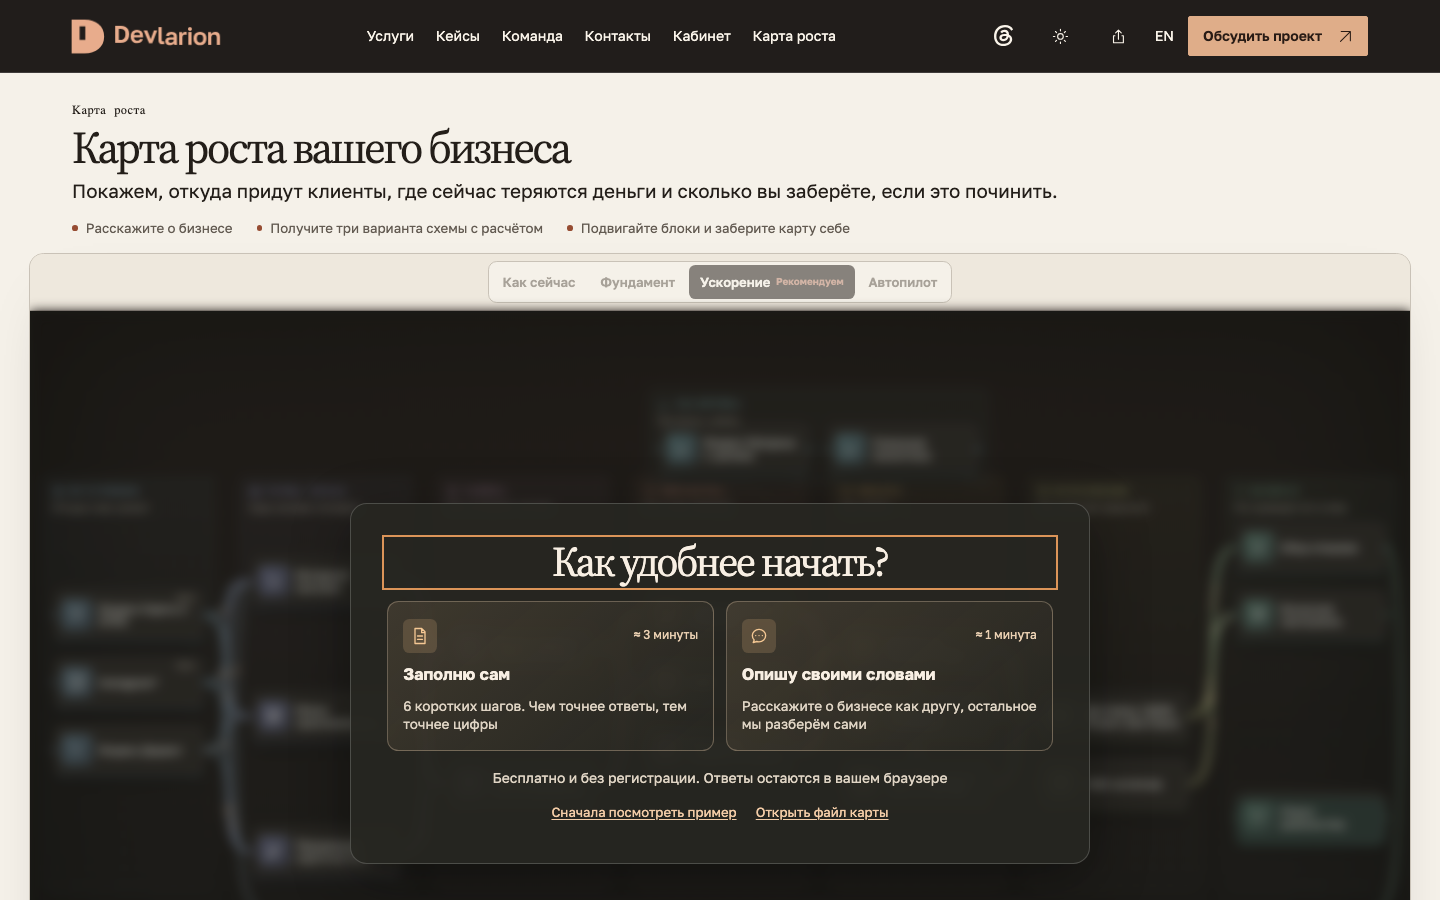 Devlarion
Услуги Кейсы Команда Контакты Кабинет Карта роста EN Обсудить проект
Карта роста
Карта роста вашего бизнеса
Покажем, откуда придут клиенты, где сейчас теряются деньги и сколько вы заберёте, если это починить.
Расскажите о бизнесе Получите три варианта схемы с расчётом Подвигайте блоки и заберите карту себе
Как сейчас Фундамент Ускорение Рекомендуем Автопилот
Как удобнее начать?
≈ 3 минуты
Заполню сам
6 коротких шагов. Чем точнее ответы, тем
точнее цифры
≈ 1 минута
Опишу своими словами
Расскажите о бизнесе как другу, остальное
мы разберём сами
Бесплатно и без регистрации. Ответы остаются в вашем браузере
Сначала посмотреть пример Открыть файл карты